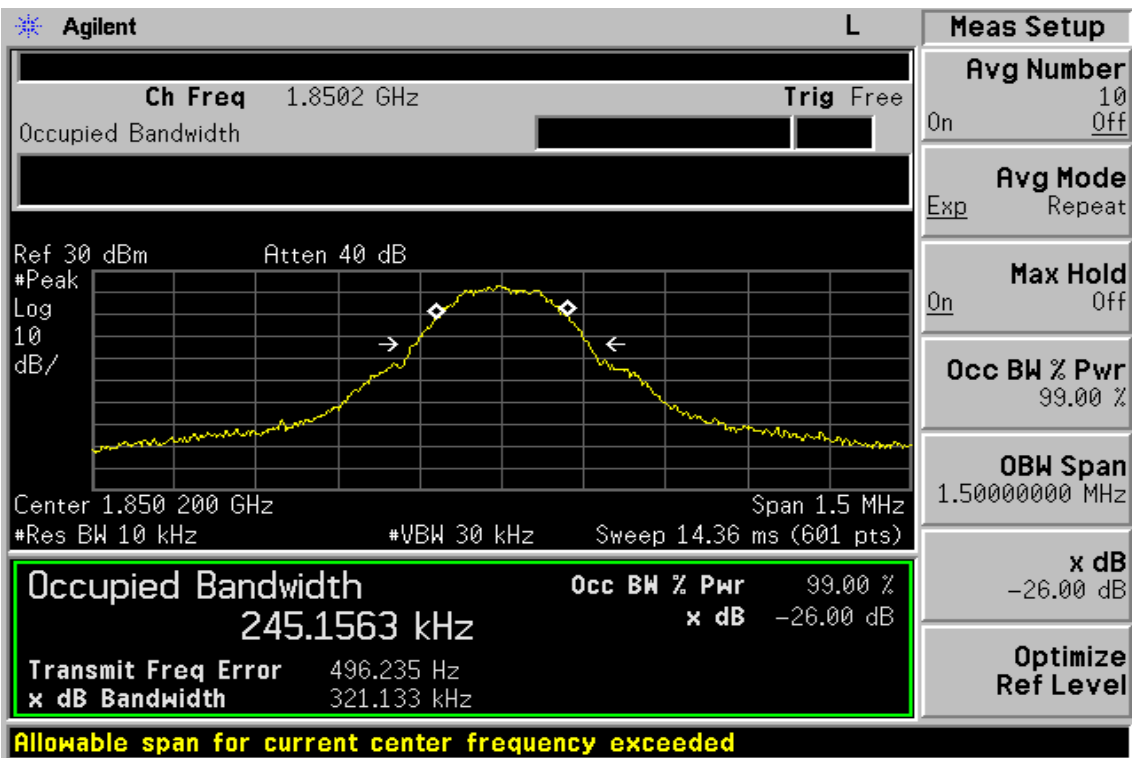 Agilent L
Ch Freq 1.8502 GHz Trig Free
Occupied Bandwidth
Ref 30 dBm Atten 40 dB
#Peak
Log
10
dB/
Center 1.850 200 GHz Span 1.5 MHz
#Res BW 10 kHz #VBW 30 kHz Sweep 14.36 ms (601 pts)
Occupied Bandwidth Occ BW % Pwr 99.00 %
245.1563 kHz x dB -26.00 dB
Transmit Freq Error 496.235 Hz
x dB Bandwidth 321.133 kHz
Allowable span for current center frequency exceeded
Meas Setup
Avg Number
10
On Off
Avg Mode
Exp Repeat
Max Hold
On Off
Occ BW % Pwr
99.00 %
OBW Span
1.50000000 MHz
x dB
-26.00 dB
Optimize
Ref Level